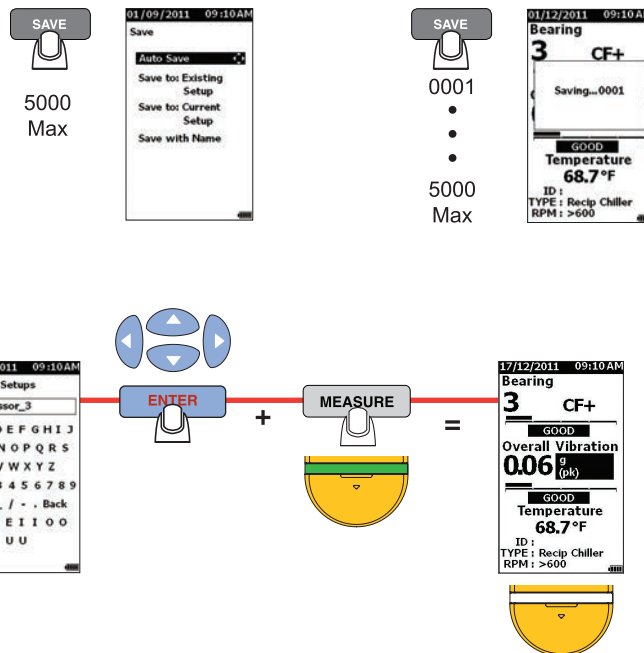 SAVE
5000
Max
01/09/2011 09:10AM
Save
Auto Save
Save to: Existing
Setup
Save to: Current
Setup
Save with Name
SAVE
0001
•
•
•
5000
Max
01/12/2011 09:10A
Bearing
3 CF+
Saving...0001
GOOD
Temperature
68.7°F
ID :
TYPE : Recip Chiller
RPM : >600
011 09:10AM
Setups
ssor_3
E F G H I J
N O P Q R S
V W X Y Z
4 5 6 7 8 9
/ - . Back
E I I O O
U U
ENTER
+
MEASURE
=
17/12/2011 09:10AM
Bearing
3 CF+
GOOD
Overall Vibration
0.06 g
(pk)
GOOD
Temperature
68.7°F
ID :
TYPE : Recip Chiller
RPM : >600